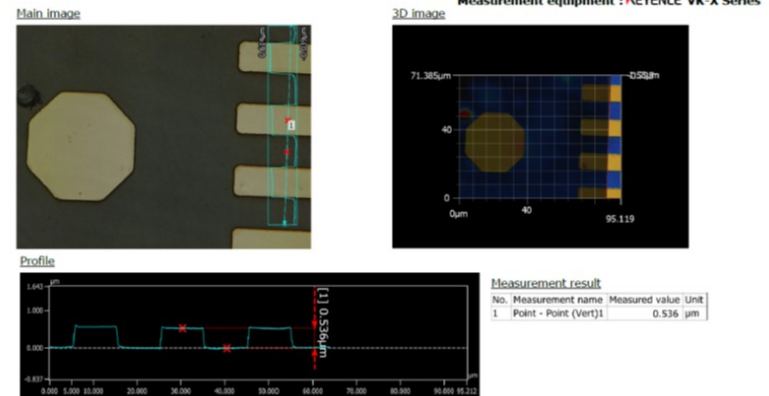 Measurement equipment : KEYENCE VK-X Series
Main image
3D image
1
71.385μm
40
0
0μm
40
95.119
Profile
μm
1.643
1.000
0.000
-0.837
[1] 0.536μm
μm
0.000 5.000 10.000 20.000 30.000 40.000 50.000 60.000 70.000 80.000 90.000 95.212
Measurement result
No. Measurement name Measured value Unit
1 Point - Point (Vert)1 0.536 μm